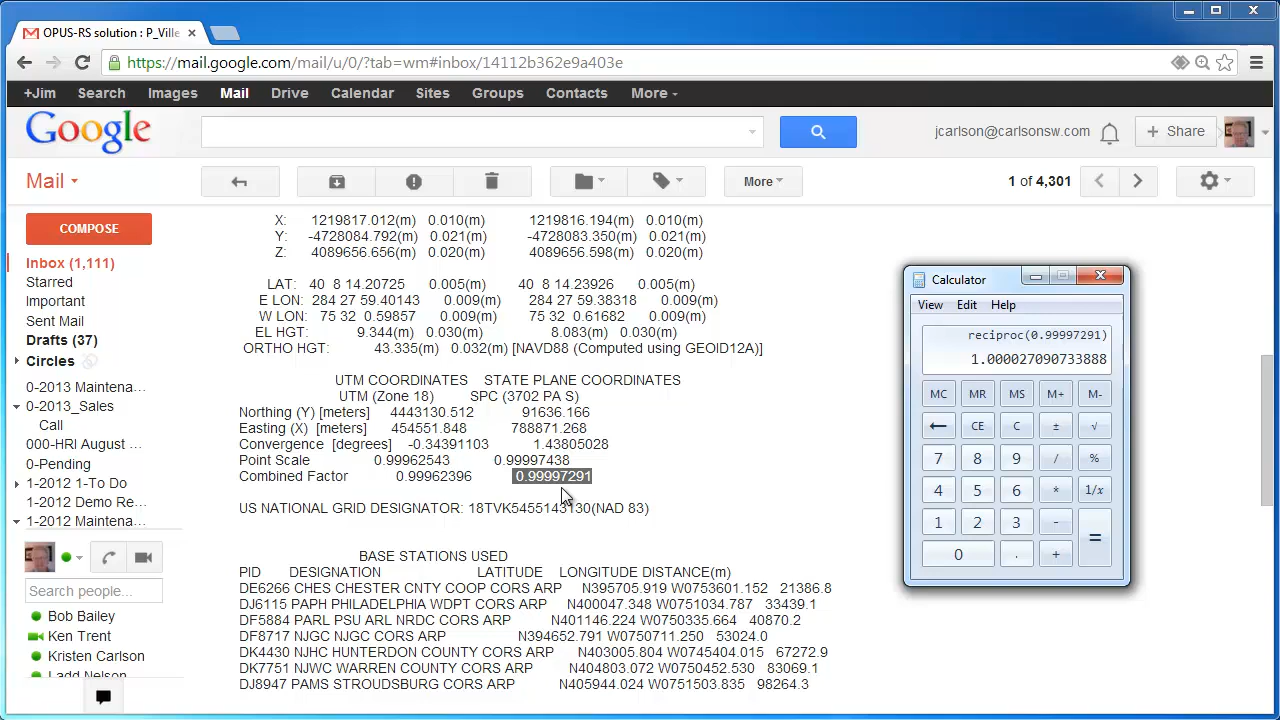 OPUS-RS solution : P_Ville
https://mail.google.com/mail/u/0/?tab=wm#inbox/14112b362e9a403e
+Jim Search Images Mail Drive Calendar Sites Groups Contacts More
Google
jcarlson@carlsonsw.com + Share
Mail
More
1 of 4,301
COMPOSE
Inbox (1,111)
Starred
Important
Sent Mail
Drafts (37)
Circles
0-2013 Maintena...
0-2013_Sales
Call
000-HRI August ...
0-Pending
1-2012 1-To Do
1-2012 Demo Re...
1-2012 Maintena...
Search people...
Bob Bailey
Ken Trent
Kristen Carlson
Ladd Nelson
X: 1219817.012(m) 0.010(m) 1219816.194(m) 0.010(m)
Y: -4728084.792(m) 0.021(m) -4728083.350(m) 0.021(m)
Z: 4089656.656(m) 0.020(m) 4089656.598(m) 0.020(m)
LAT: 40 8 14.20725 0.005(m) 40 8 14.23926 0.005(m)
E LON: 284 27 59.40143 0.009(m) 284 27 59.38318 0.009(m)
W LON: 75 32 0.59857 0.009(m) 75 32 0.61682 0.009(m)
EL HGT: 9.344(m) 0.030(m) 8.083(m) 0.030(m)
ORTHO HGT: 43.335(m) 0.032(m) [NAVD88 (Computed using GEOID12A)]
UTM COORDINATES STATE PLANE COORDINATES
UTM (Zone 18) SPC (3702 PA S)
Northing (Y) [meters] 4443130.512 91636.166
Easting (X) [meters] 454551.848 788871.268
Convergence [degrees] -0.34391103 1.43805028
Point Scale 0.99962543 0.99997438
Combined Factor 0.99962396 0.99997291
US NATIONAL GRID DESIGNATOR: 18TVK5455143130(NAD 83)
BASE STATIONS USED
PID DESIGNATION LATITUDE LONGITUDE DISTANCE(m)
DE6266 CHES CHESTER CNTY COOP CORS ARP N395705.919 W0753601.152 21386.8
DJ6115 PAPH PHILADELPHIA WDPT CORS ARP N400047.348 W0751034.787 33439.1
DF5884 PARL PSU ARL NRDC CORS ARP N401146.224 W0750335.664 40870.2
DF8717 NJGC NJGC CORS ARP N394652.791 W0750711.250 53024.0
DK4430 NJHC HUNTERDON COUNTY CORS ARP N403005.804 W0745404.015 67272.9
DK7751 NJWC WARREN COUNTY CORS ARP N404803.072 W0750452.630 83069.1
DJ8947 PAMS STROUDSBURG CORS ARP N405944.024 W0751503.835 98264.3
Calculator
View Edit Help
reciproc(0.99997291)
1.000027090733888
MC MR MS M+ M-
← CE C ± √
7 8 9 / %
4 5 6 * 1/x
1 2 3 - =
0 . +